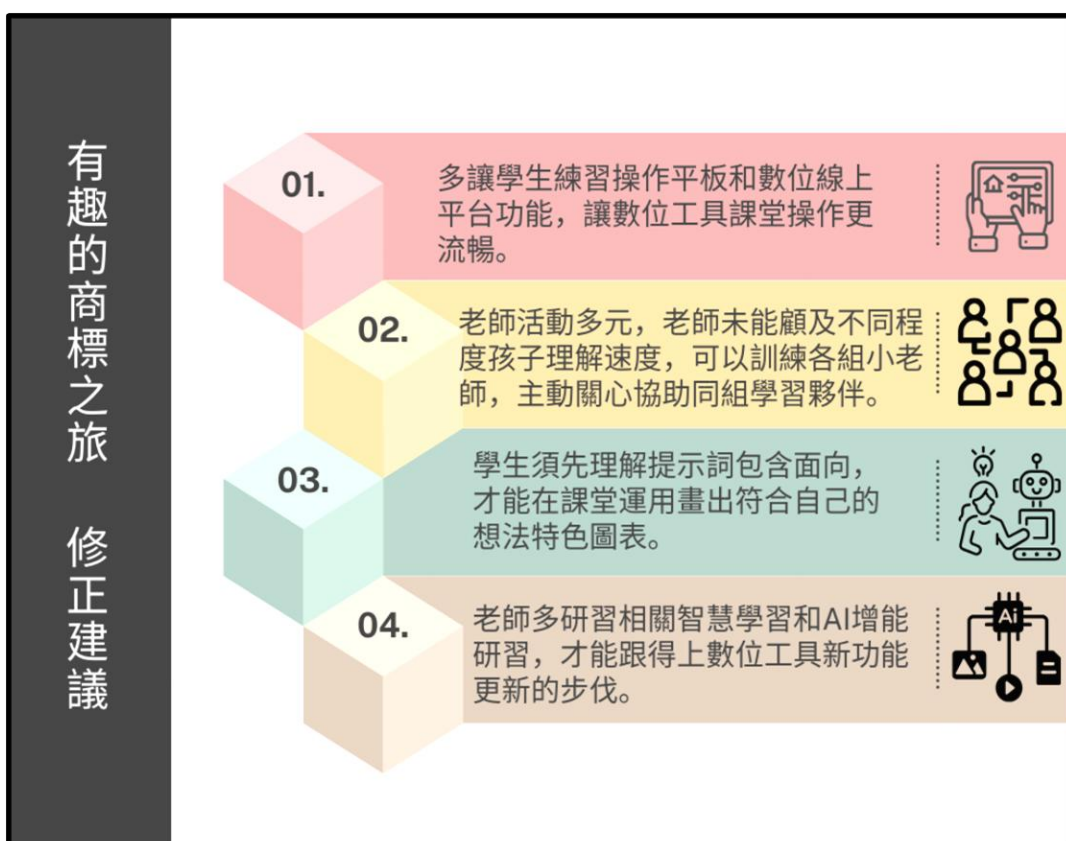 有趣的商標之旅 修正建議
01.
多讓學生練習操作平板和數位線上
平台功能，讓數位工具課堂操作更
流暢。
02.
老師活動多元，老師未能顧及不同程
度孩子理解速度，可以訓練各組小老
師，主動關心協助同組學習夥伴。
03.
學生須先理解提示詞包含面向，
才能在課堂運用畫出符合自己的
想法特色圖表。
04.
老師多研習相關智慧學習和AI增能
研習，才能跟得上數位工具新功能
更新的步伐。
Ai